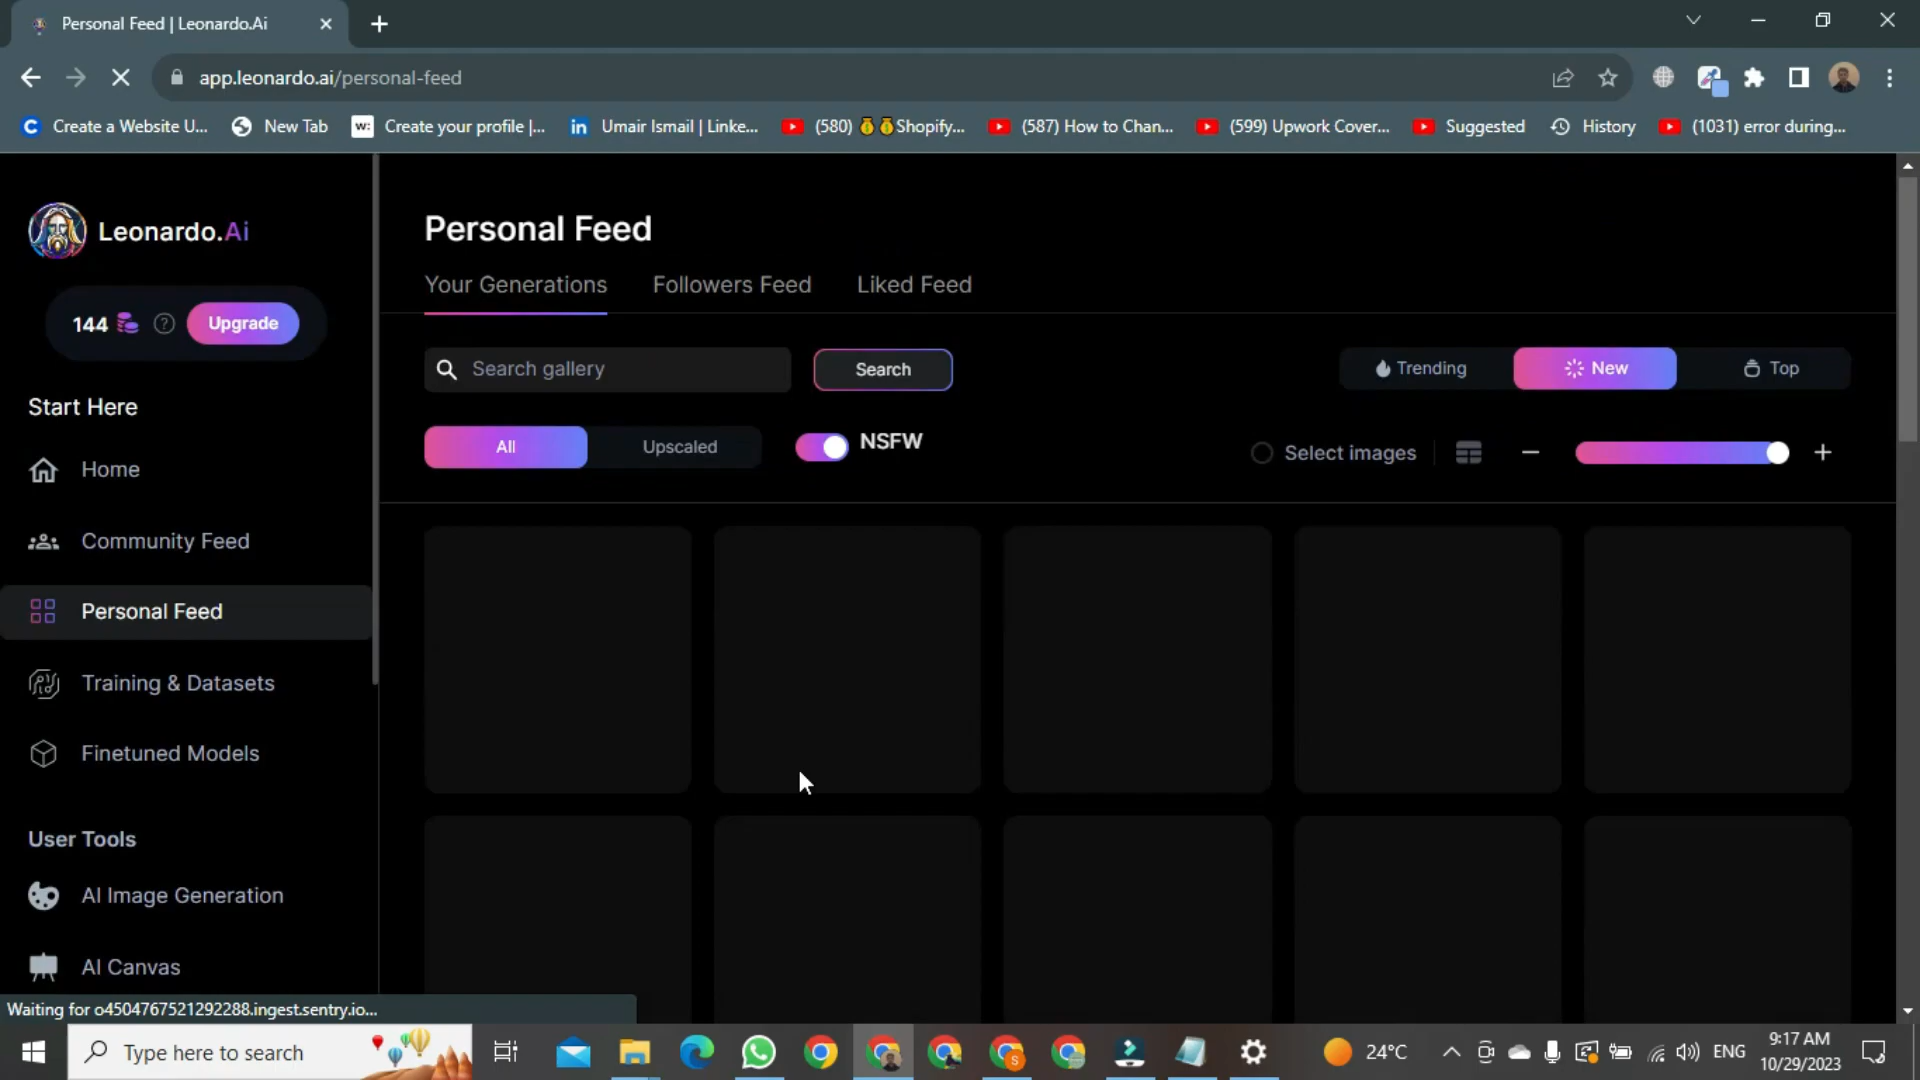 Personal Feed | Leonardo.Ai
app.leonardo.ai/personal-feed
Create a Website U... New Tab Create your profile |... Umair Ismail | Linke... (580) 💰💰Shopify... (587) How to Chan... (599) Upwork Cover... Suggested History (1031) error during...
Leonardo.Ai
144 Upgrade
Start Here
Home
Community Feed
Personal Feed
Training & Datasets
Finetuned Models
User Tools
AI Image Generation
AI Canvas
Personal Feed
Your Generations Followers Feed Liked Feed
Search gallery Search Trending New Top
All Upscaled NSFW Select images
Waiting for o4504767521292288.ingest.sentry.io...
Type here to search 24°C ENG 9:17 AM
10/29/2023